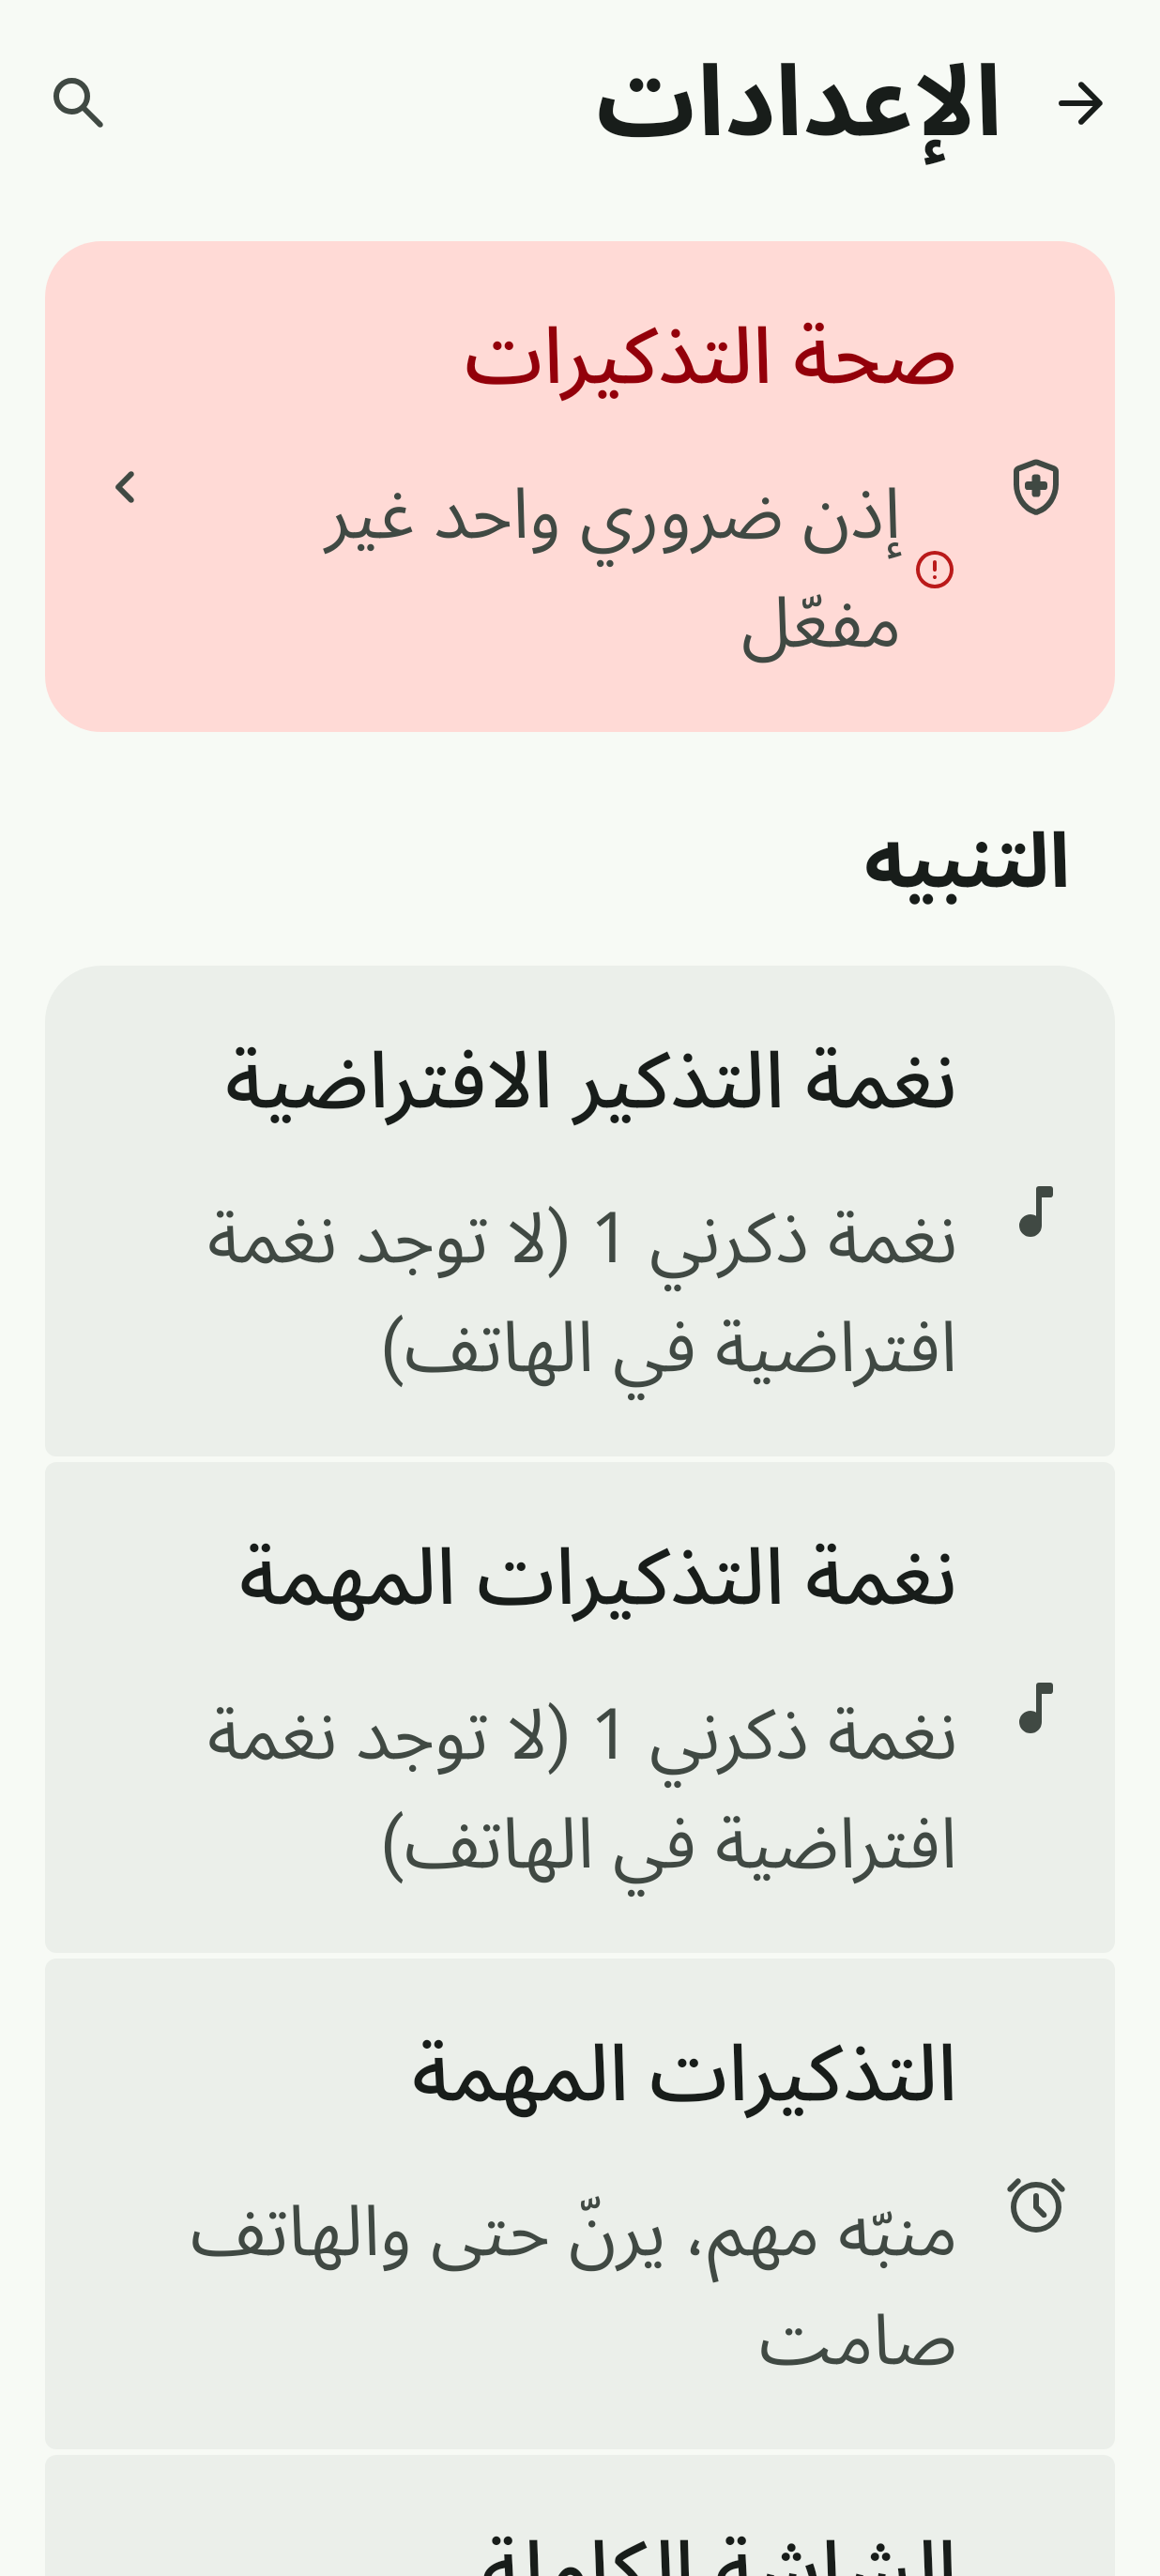 الإعدادات
صحة التذكيرات
إذن ضروري واحد غير
مفعّل
التنبيه
نغمة التذكير الافتراضية
نغمة ذكرني 1 (لا توجد نغمة
افتراضية في الهاتف)
نغمة التذكيرات المهمة
نغمة ذكرني 1 (لا توجد نغمة
افتراضية في الهاتف)
التذكيرات المهمة
منبّه مهم، يرنّ حتى والهاتف
صامت
الشاشة الكاملة